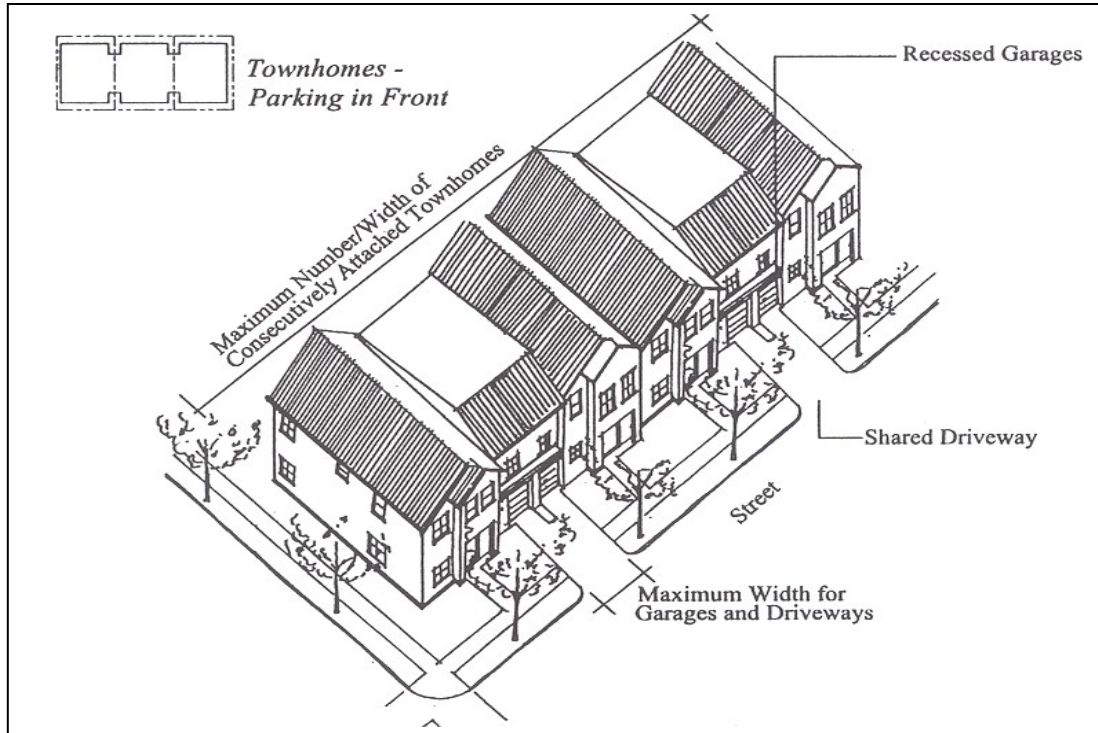 Townhomes -
Parking in Front
Recessed Garages
Maximum Number/Width of
Consecutively Attached Townhomes
Shared Driveway
Street
Maximum Width for
Garages and Driveways